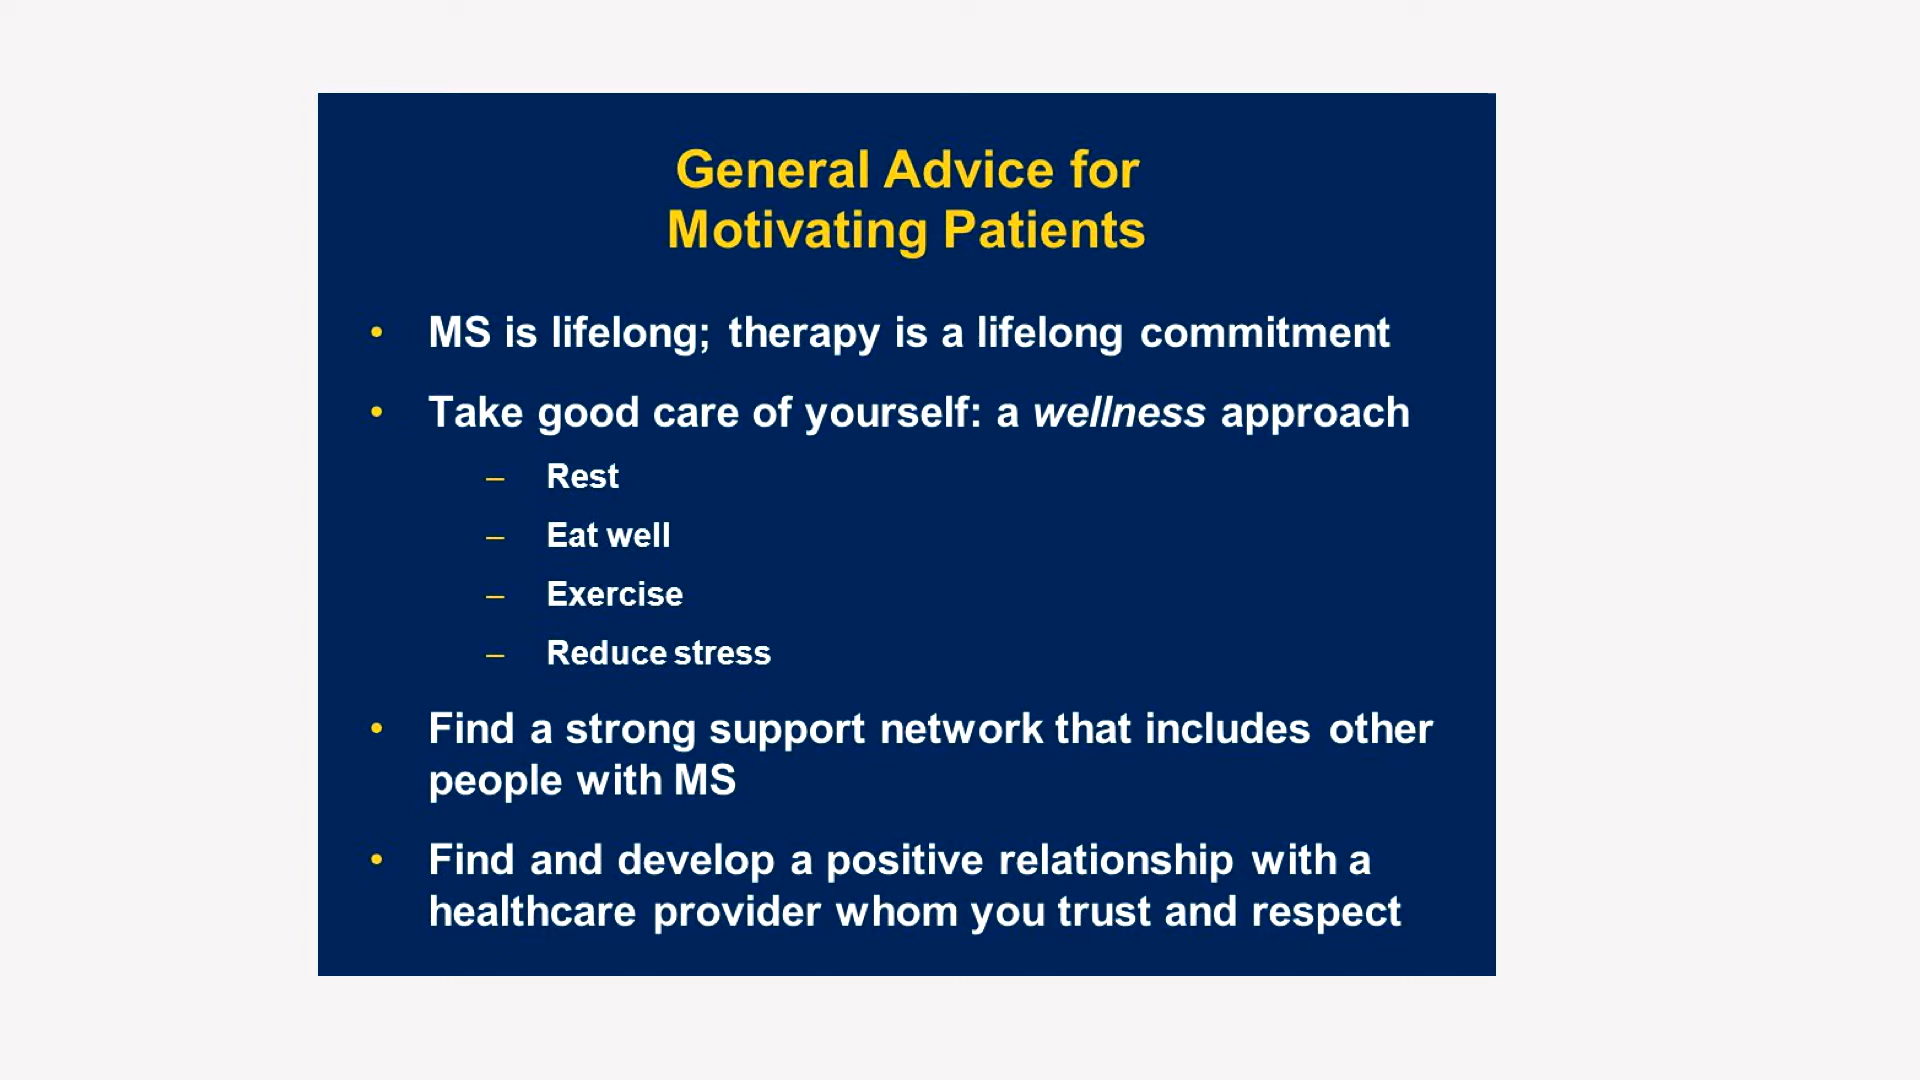 General Advice for
Motivating Patients
• MS is lifelong; therapy is a lifelong commitment
• Take good care of yourself: a wellness approach
– Rest
– Eat well
– Exercise
– Reduce stress
• Find a strong support network that includes other
people with MS
• Find and develop a positive relationship with a
healthcare provider whom you trust and respect